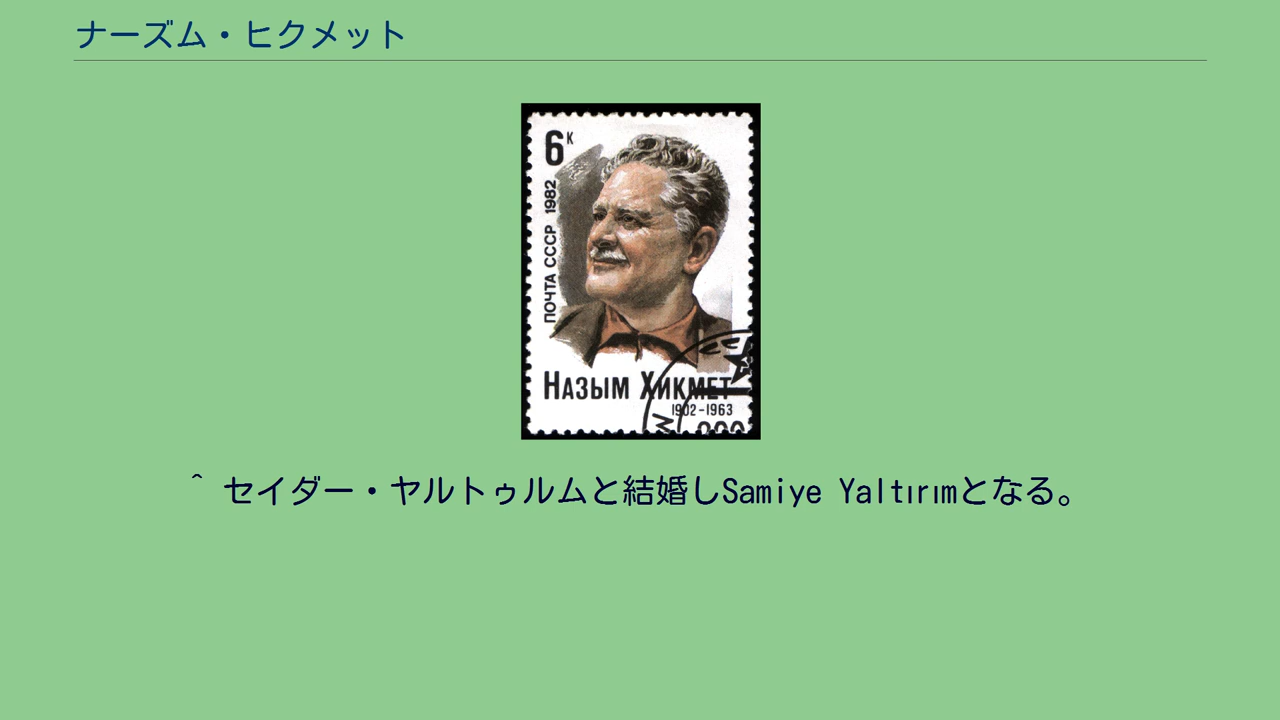 ナーズム・ヒクメット
6к
ПОЧТА СССР 1982
НАЗЫМ ХИКМЕТ
1902-1963
^ セイダー・ヤルトゥルムと結婚しSamiye Yaltırımとなる。